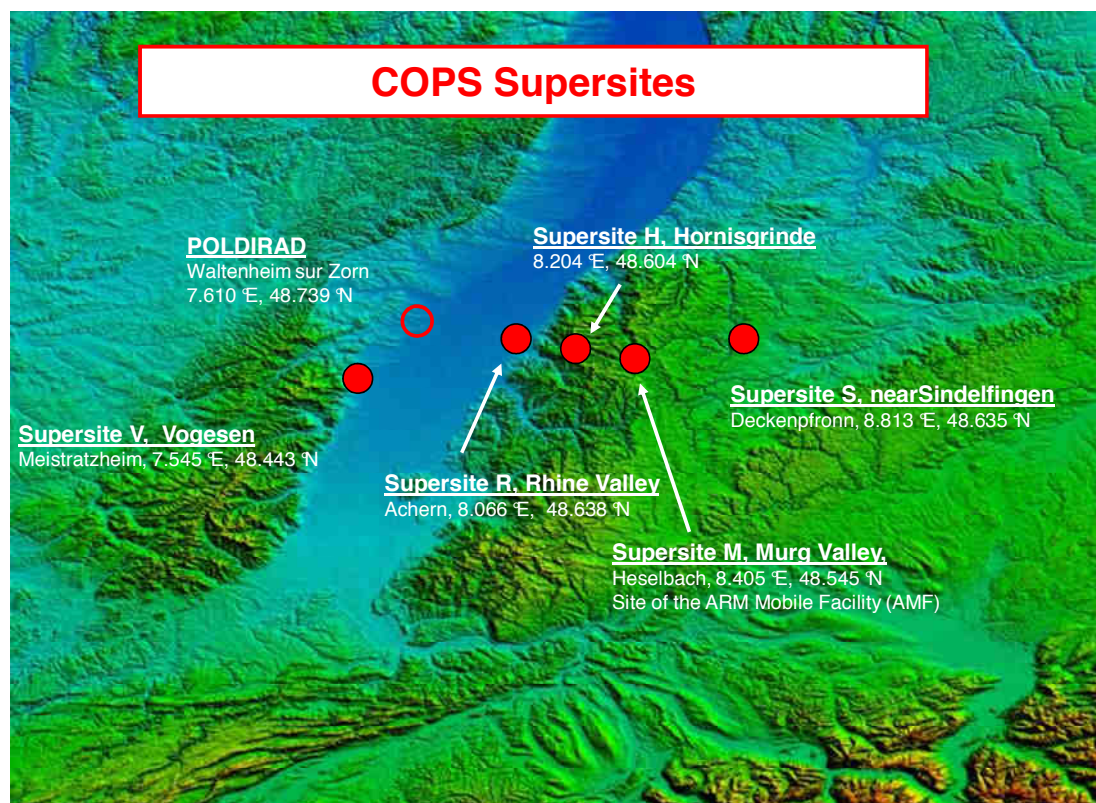 COPS Supersites
POLDIRAD
Waltenheim sur Zorn
7.610 °E, 48.739 °N
Supersite H, Hornisgrinde
8.204 °E, 48.604 °N
Supersite V, Vogesen
Meistratzheim, 7.545 °E, 48.443 °N
Supersite R, Rhine Valley
Achern, 8.066 °E, 48.638 °N
Supersite S, nearSindelfingen
Deckenpfronn, 8.813 °E, 48.635 °N
Supersite M, Murg Valley,
Heselbach, 8.405 °E, 48.545 °N
Site of the ARM Mobile Facility (AMF)